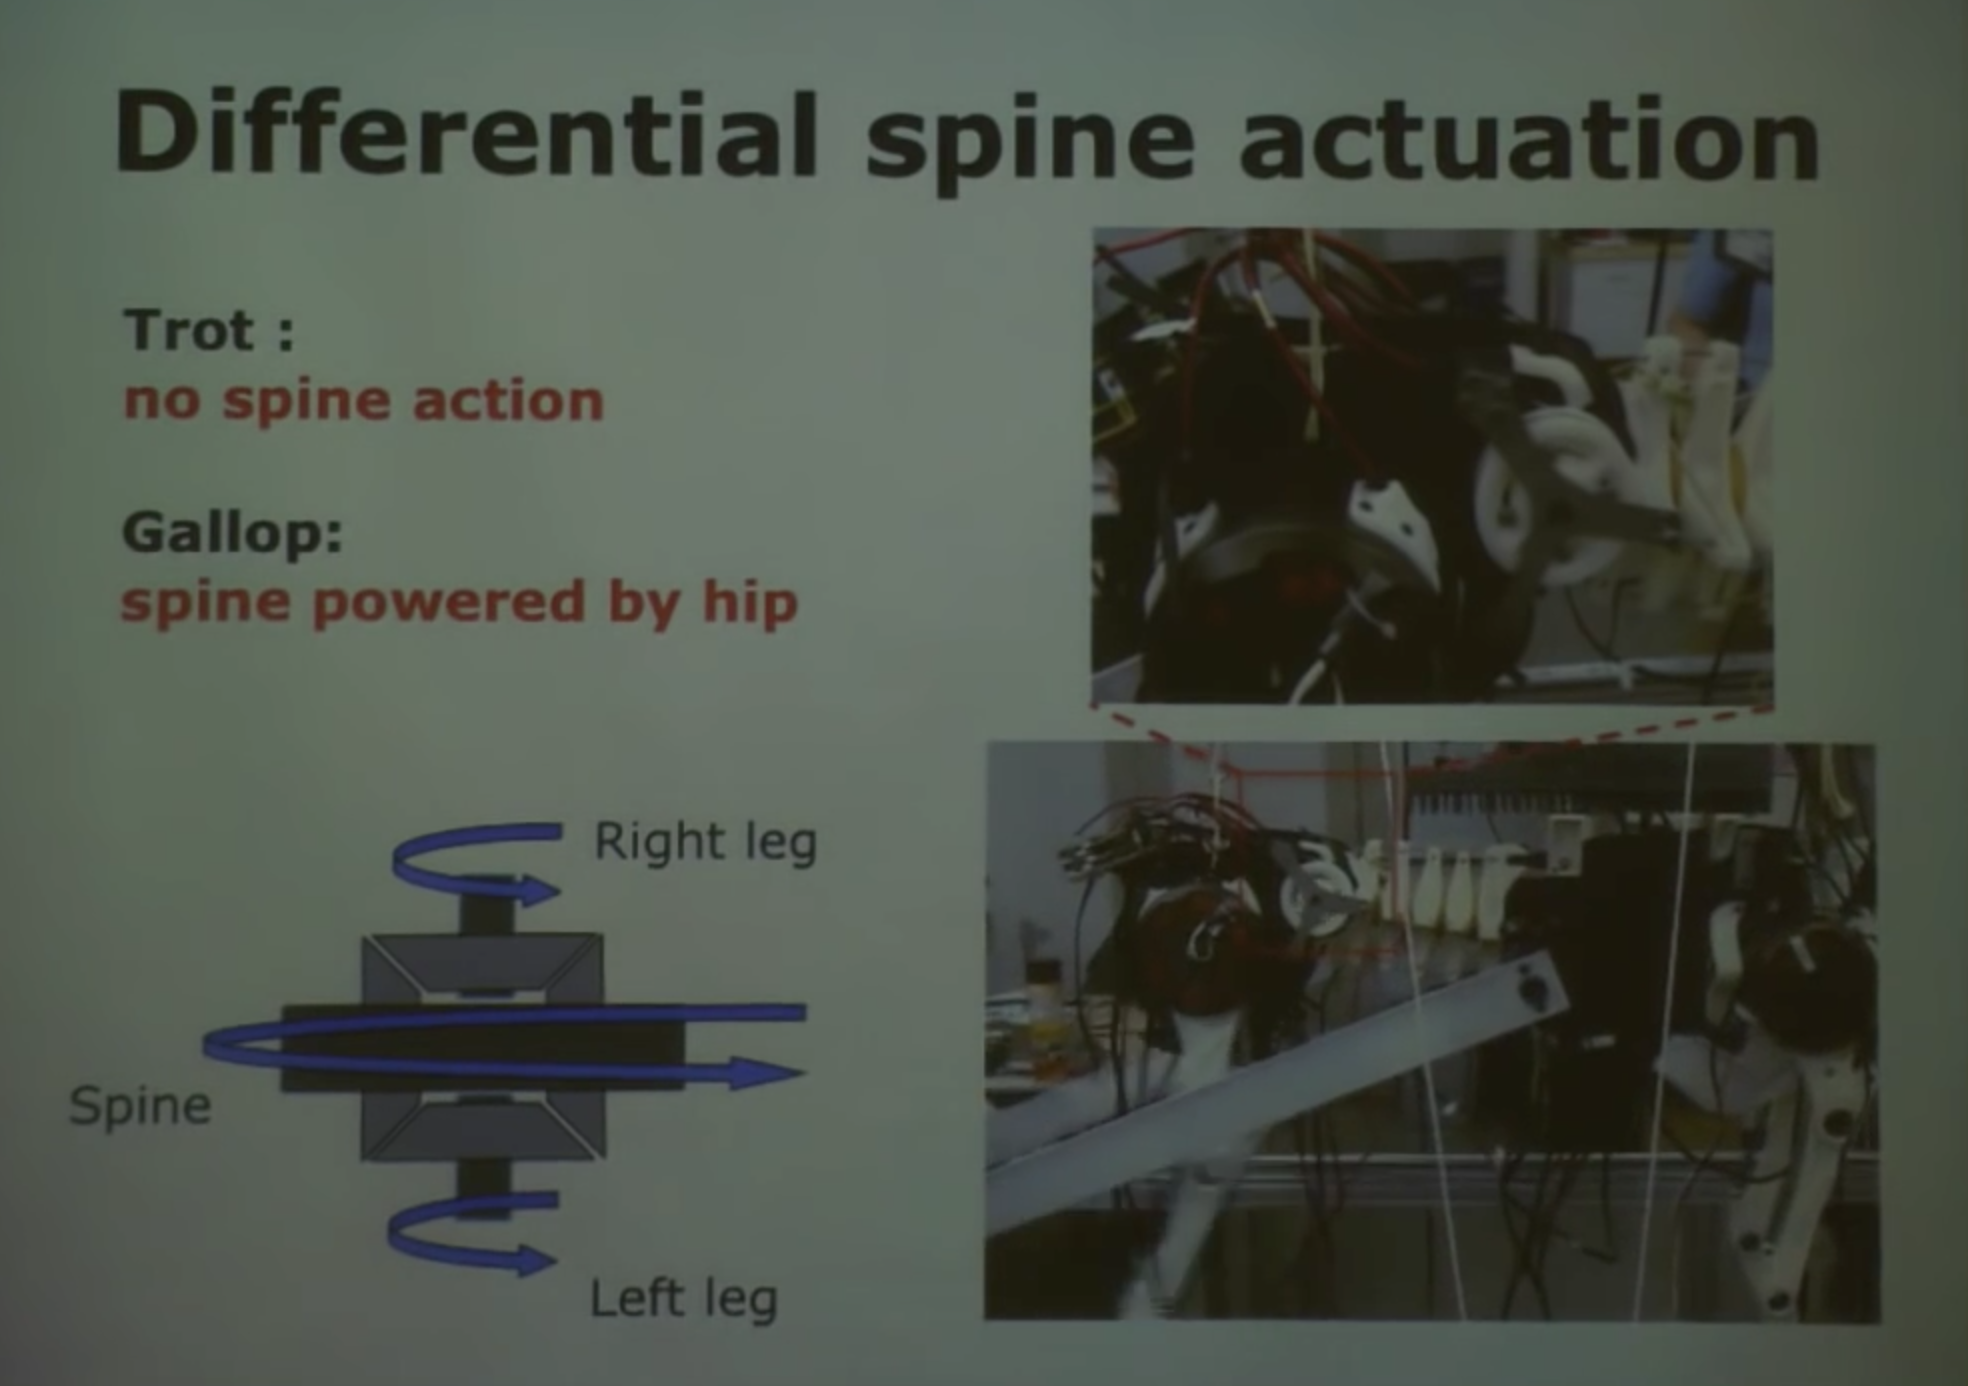 Differential spine actuation
Trot :
no spine action
Gallop:
spine powered by hip
Right leg
Spine
Left leg